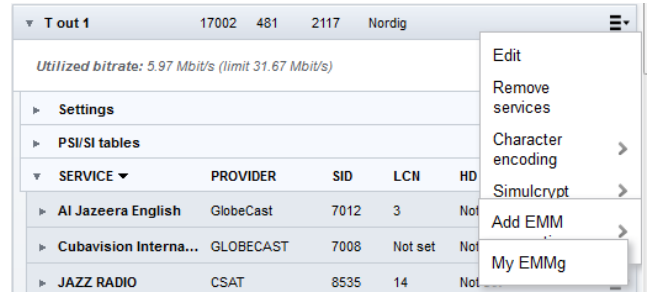 T out 1 17002 481 2117 Nordig
Utilized bitrate: 5.97 Mbit/s (limit 31.67 Mbit/s)
Edit
Remove
services
Settings
Character
encoding
PSI/SI tables
SERVICE PROVIDER SID LCN HD
Simulcrypt
Al Jazeera English GlobeCast 7012 3 Not
Add EMM
Cubavision Interna... GLOBECAST 7008 Not set Not
My EMMg
JAZZ RADIO CSAT 8535 14 Not